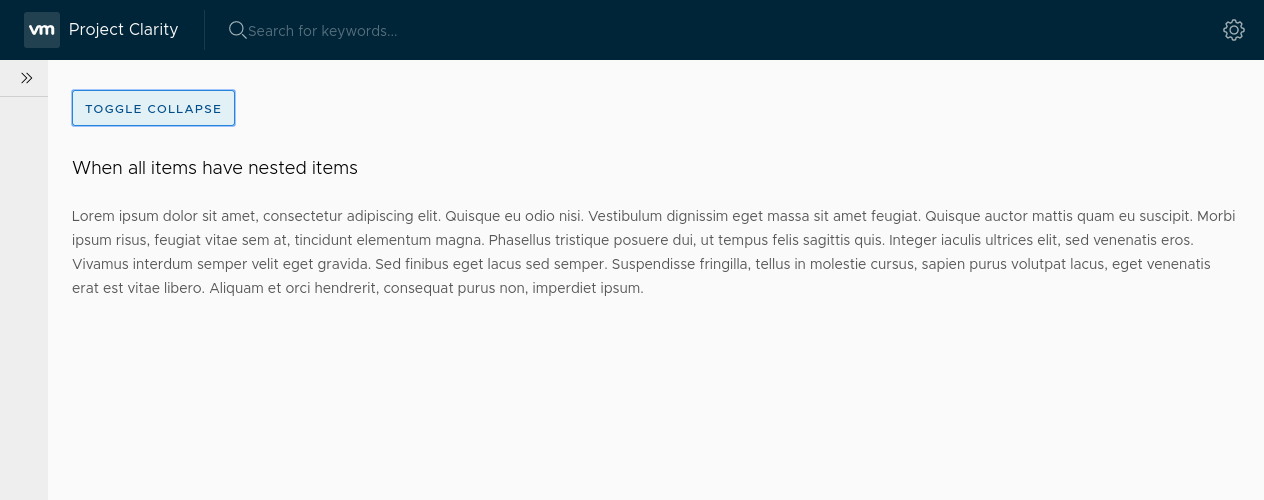 vm Project Clarity Search for keywords...
TOGGLE COLLAPSE
When all items have nested items
Lorem ipsum dolor sit amet, consectetur adipiscing elit. Quisque eu odio nisi. Vestibulum dignissim eget massa sit amet feugiat. Quisque auctor mattis quam eu suscipit. Morbi
ipsum risus, feugiat vitae sem at, tincidunt elementum magna. Phasellus tristique posuere dui, ut tempus felis sagittis quis. Integer iaculis ultrices elit, sed venenatis eros.
Vivamus interdum semper velit eget gravida. Sed finibus eget lacus sed semper. Suspendisse fringilla, tellus in molestie cursus, sapien purus volutpat lacus, eget venenatis
erat est vitae libero. Aliquam et orci hendrerit, consequat purus non, imperdiet ipsum.